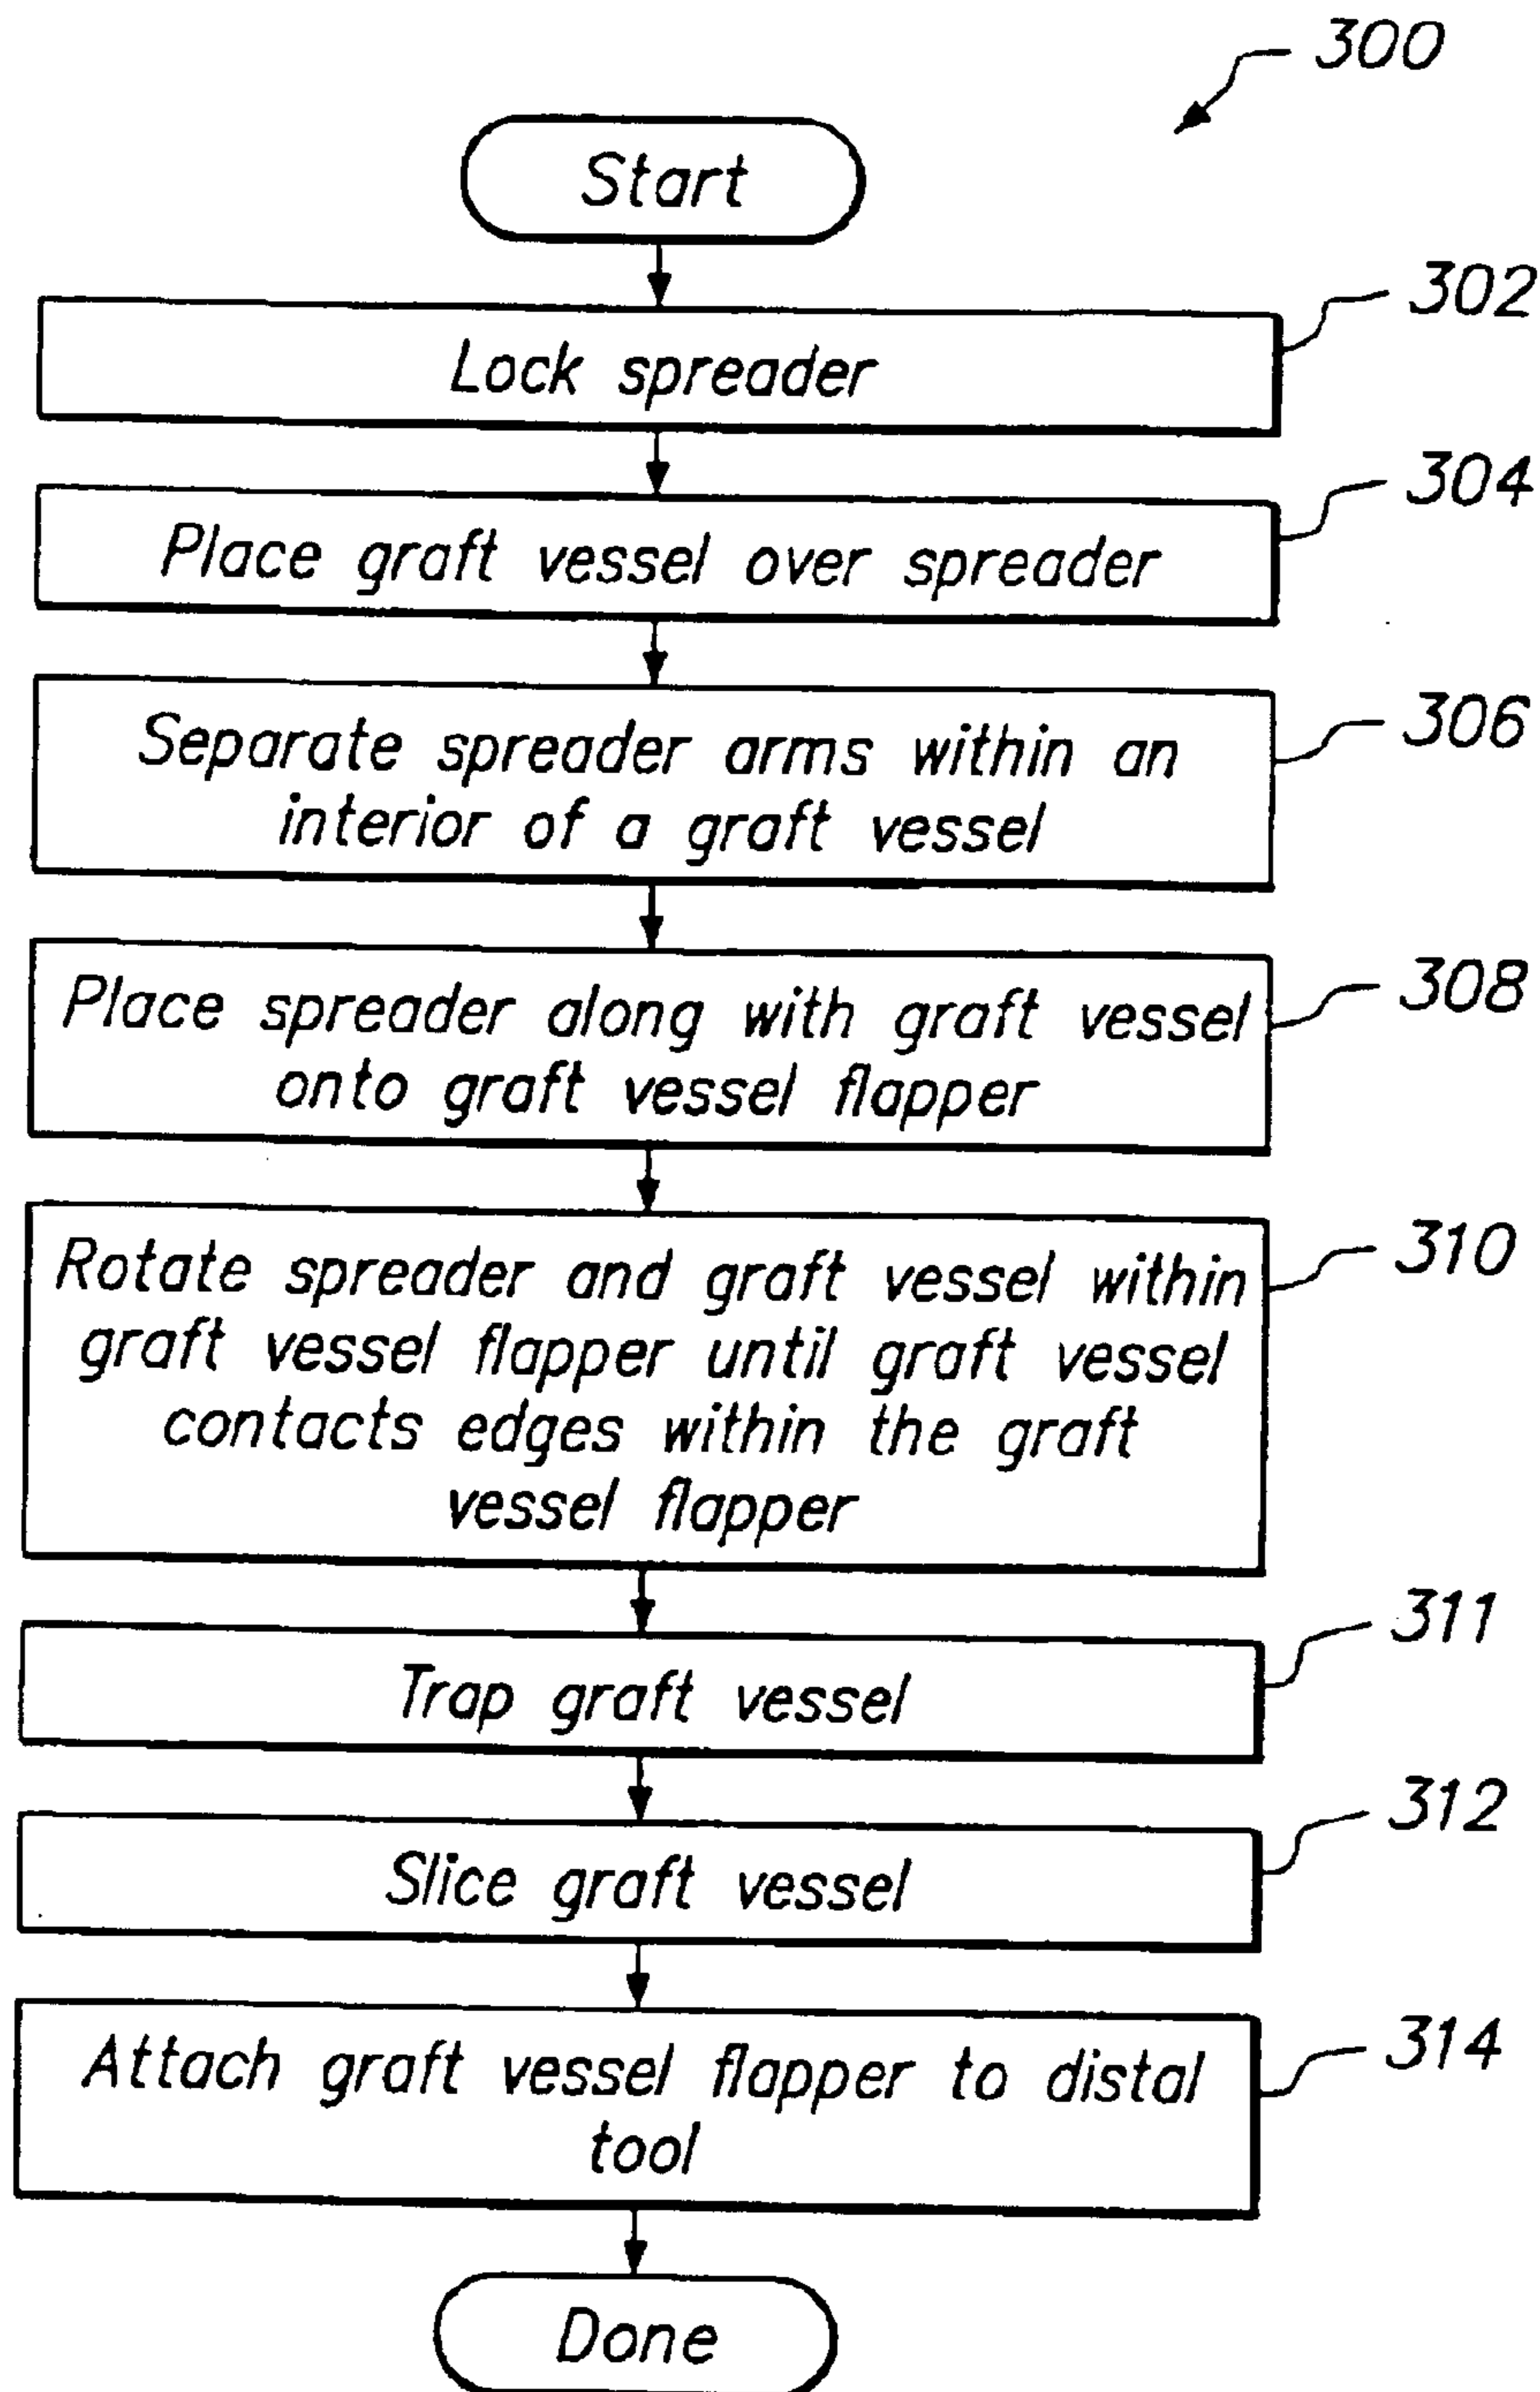 300
Start
302
Lock spreader
304
Place graft vessel over spreader
306
Separate spreader arms within an
interior of a graft vessel
308
Place spreader along with graft vessel
onto graft vessel flapper
310
Rotate spreader and graft vessel within
graft vessel flapper until graft vessel
contacts edges within the graft
vessel flapper
311
Trap graft vessel
312
Slice graft vessel
314
Attach graft vessel flapper to distal
tool
Done